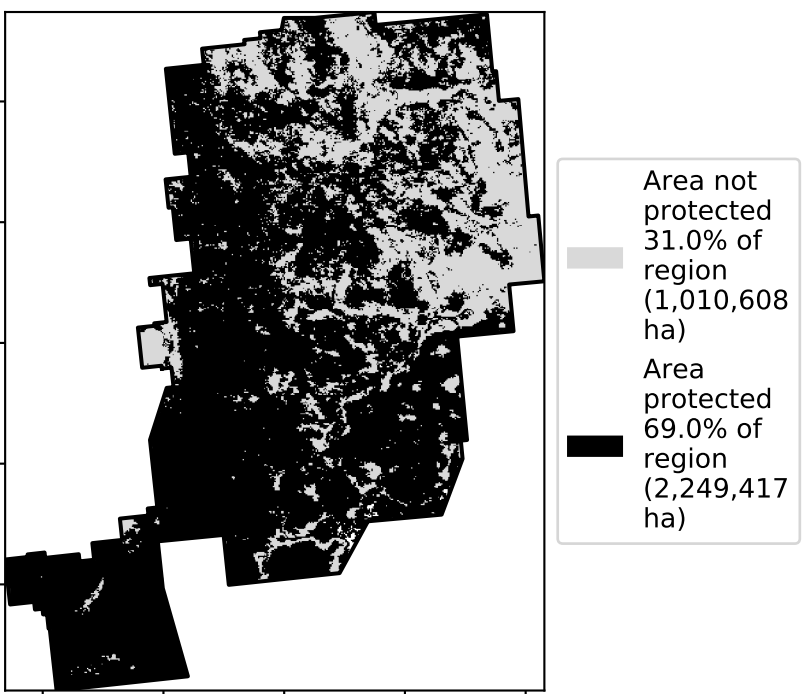 Area not
protected
31.0% of
region
(1,010,608
ha)
Area
protected
69.0% of
region
(2,249,417
ha)